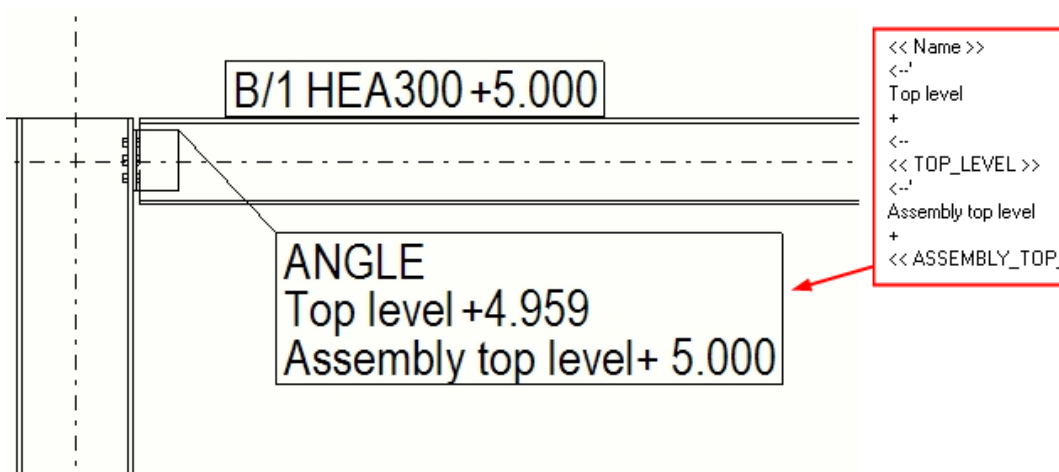 B/1 HEA300 +5.000
ANGLE
Top level +4.959
Assembly top level+ 5.000
<< Name >>
<--'
Top level
+
<--
<< TOP_LEVEL >>
<--'
Assembly top level
+
<< ASSEMBLY_TOP_